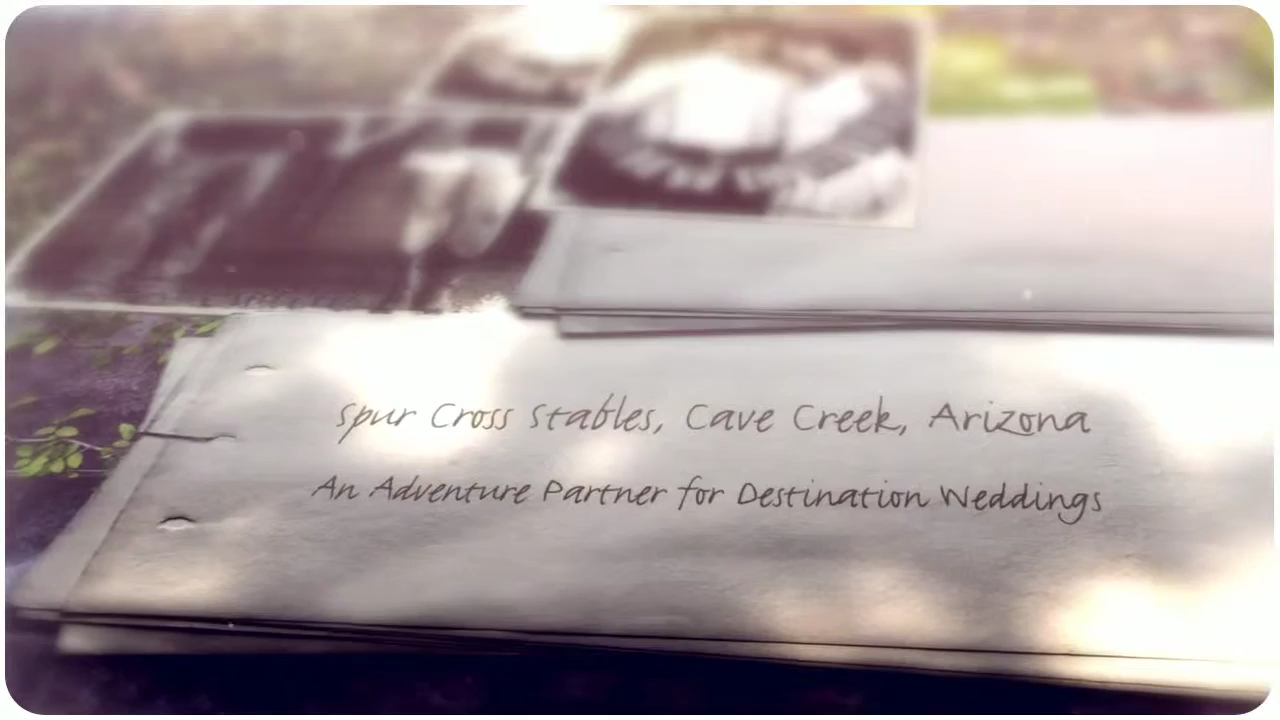 Spur Cross Stables, Cave Creek, Arizona
An Adventure Partner for Destination Weddings